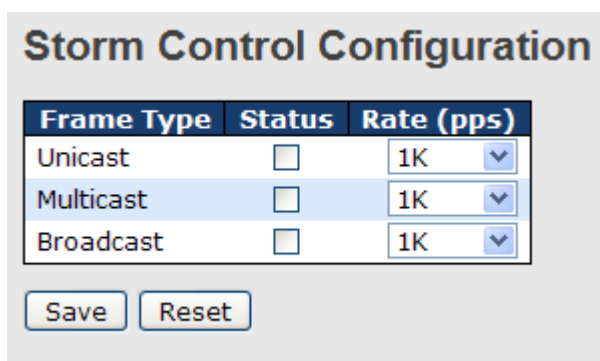 Storm Control Configuration
Frame Type Status Rate (pps)
Unicast 1K
Multicast 1K
Broadcast 1K
Save Reset